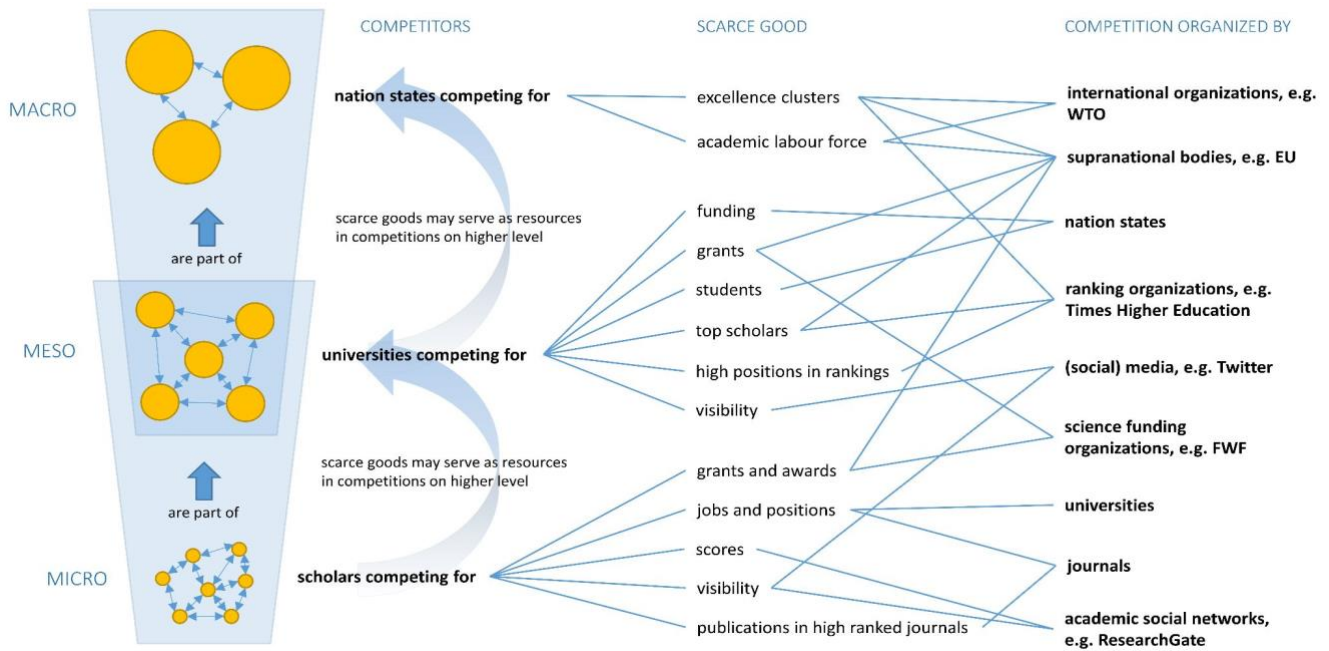 COMPETITORS
SCARCE GOOD
COMPETITION ORGANIZED BY
MACRO
nation states competing for
excellence clusters
academic labour force
international organizations, e.g.
WTO
supranational bodies, e.g. EU
scarce goods may serve as resources
in competitions on higher level
are part of
funding
grants
students
top scholars
high positions in rankings
visibility
nation states
ranking organizations, e.g.
Times Higher Education
(social) media, e.g. Twitter
MESO
universities competing for
science funding
organizations, e.g. FWF
scarce goods may serve as resources
in competitions on higher level
are part of
grants and awards
jobs and positions
scores
visibility
publications in high ranked journals
universities
journals
academic social networks,
e.g. ResearchGate
MICRO
scholars competing for